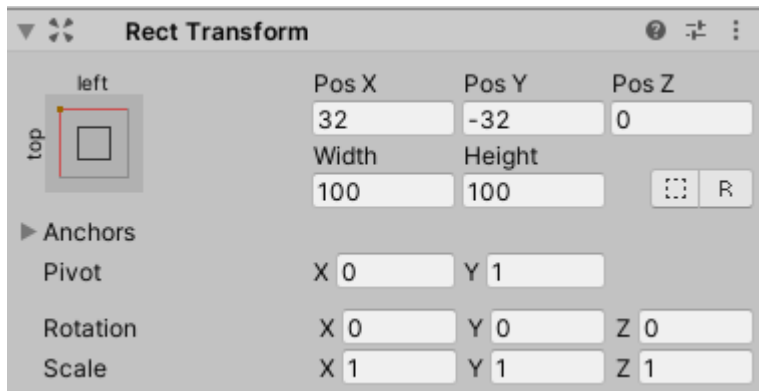 Rect Transform
left
top
Pos X Pos Y Pos Z
32 -32 0
Width Height
100 100
R
Anchors
Pivot X 0 Y 1
Rotation X 0 Y 0 Z 0
Scale X 1 Y 1 Z 1